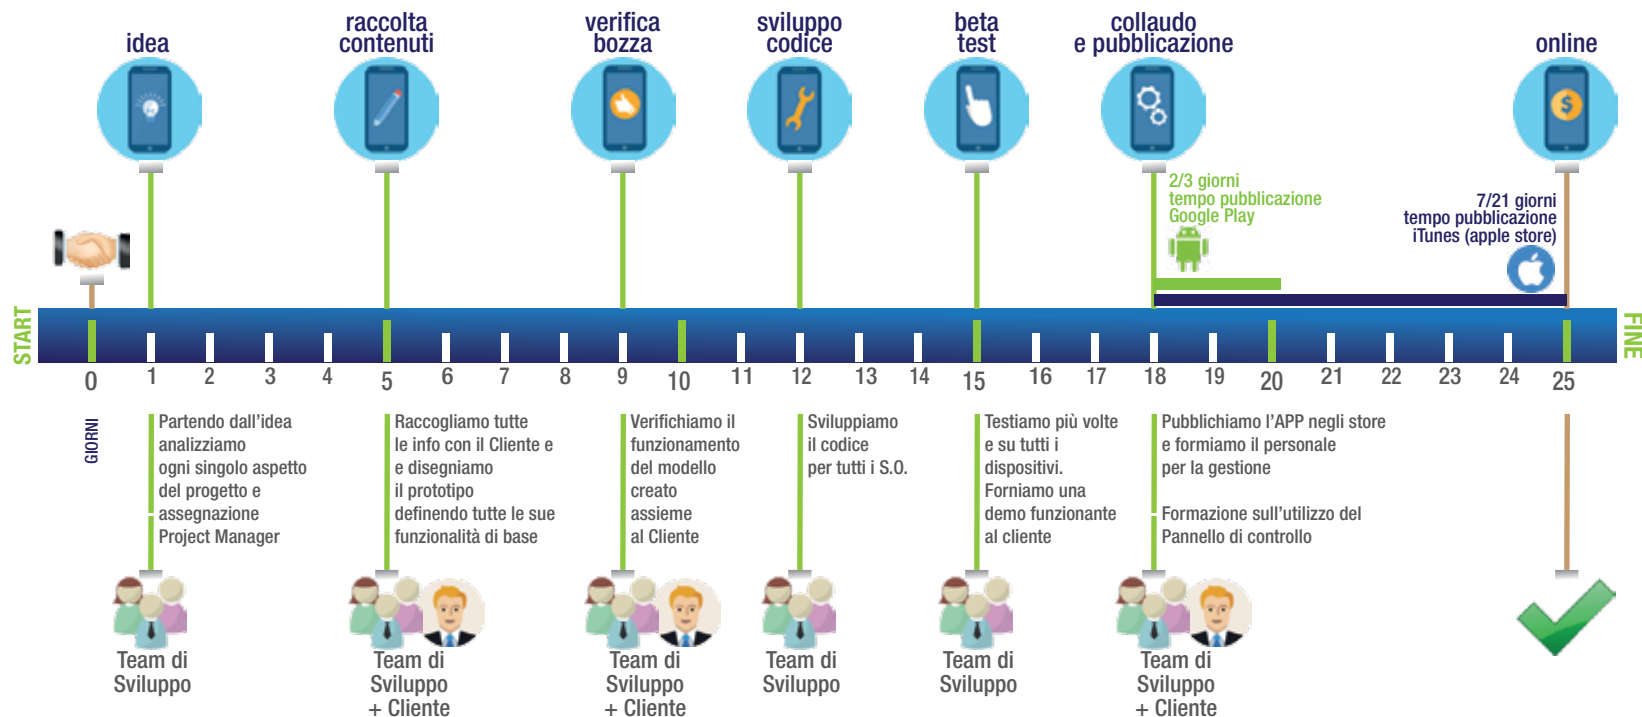 idea
raccolta
contenuti
verifica
bozza
sviluppo
codice
beta
test
collaudo
e pubblicazione
online
2/3 giorni
tempo pubblicazione
Google Play
7/21 giorni
tempo pubblicazione
iTunes (apple store)
START
FINE
0 1 2 3 4 5 6 7 8 9 10 11 12 13 14 15 16 17 18 19 20 21 22 23 24 25
GIORNI
Partendo dall'idea
analizziamo
ogni singolo aspetto
del progetto e
assegnazione
Project Manager
Raccogliamo tutte
le info con il Cliente e
e disegniamo
il prototipo
definendo tutte le sue
funzionalità di base
Verifichiamo il
funzionamento
del modello
creato
assieme
al Cliente
Sviluppiamo
il codice
per tutti i S.O.
Testiamo più volte
e su tutti i
dispositivi.
Forniamo una
demo funzionante
al cliente
Pubblichiamo l'APP negli store
e formiamo il personale
per la gestione
Formazione sull'utilizzo del
Pannello di controllo
Team di
Sviluppo
Team di
Sviluppo
+ Cliente
Team di
Sviluppo
+ Cliente
Team di
Sviluppo
Team di
Sviluppo
Team di
Sviluppo
+ Cliente